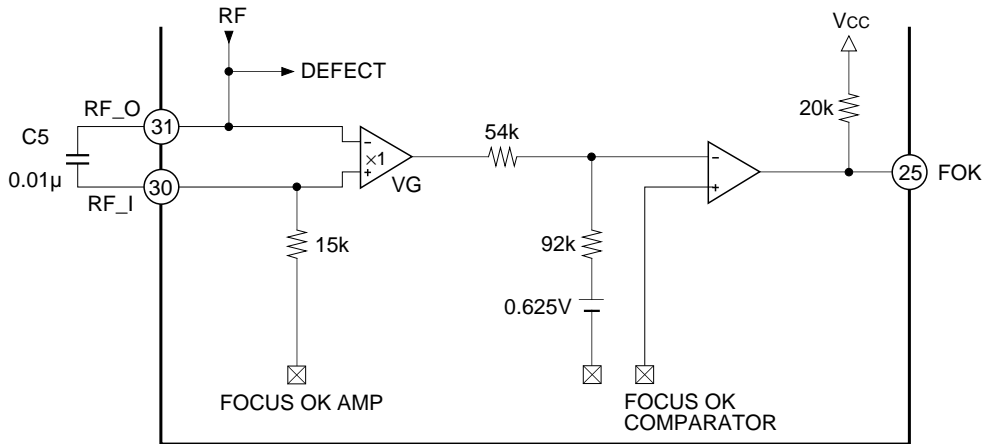 RF
VCC
DEFECT
RF_O
31
20k
C5
54k
−
×1
+
−
+
25
FOK
0.01µ
30
VG
RF_I
15k
92k
0.625V
FOCUS OK AMP
FOCUS OK
COMPARATOR